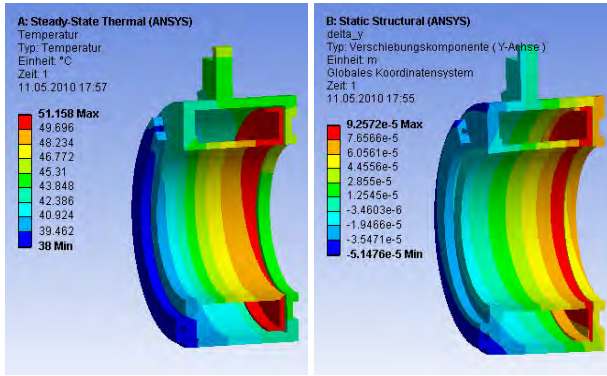 A: Steady-State Thermal (ANSYS)
Temperatur
Typ: Temperatur
Einheit: °C
Zeit: 1
11.05.2010 17:57
51.158 Max
49.696
48.234
46.772
45.31
43.848
42.386
40.924
39.462
38 Min
B: Static Structural (ANSYS)
delta_y
Typ: Verschiebungskomponente ( Y-Achse )
Einheit: m
Globales Koordinatensystem
Zeit: 1
11.05.2010 17:55
9.2572e-5 Max
7.6566e-5
6.0561e-5
4.4556e-5
2.855e-5
1.2545e-5
-3.4603e-6
-1.9466e-5
-3.5471e-5
-5.1476e-5 Min